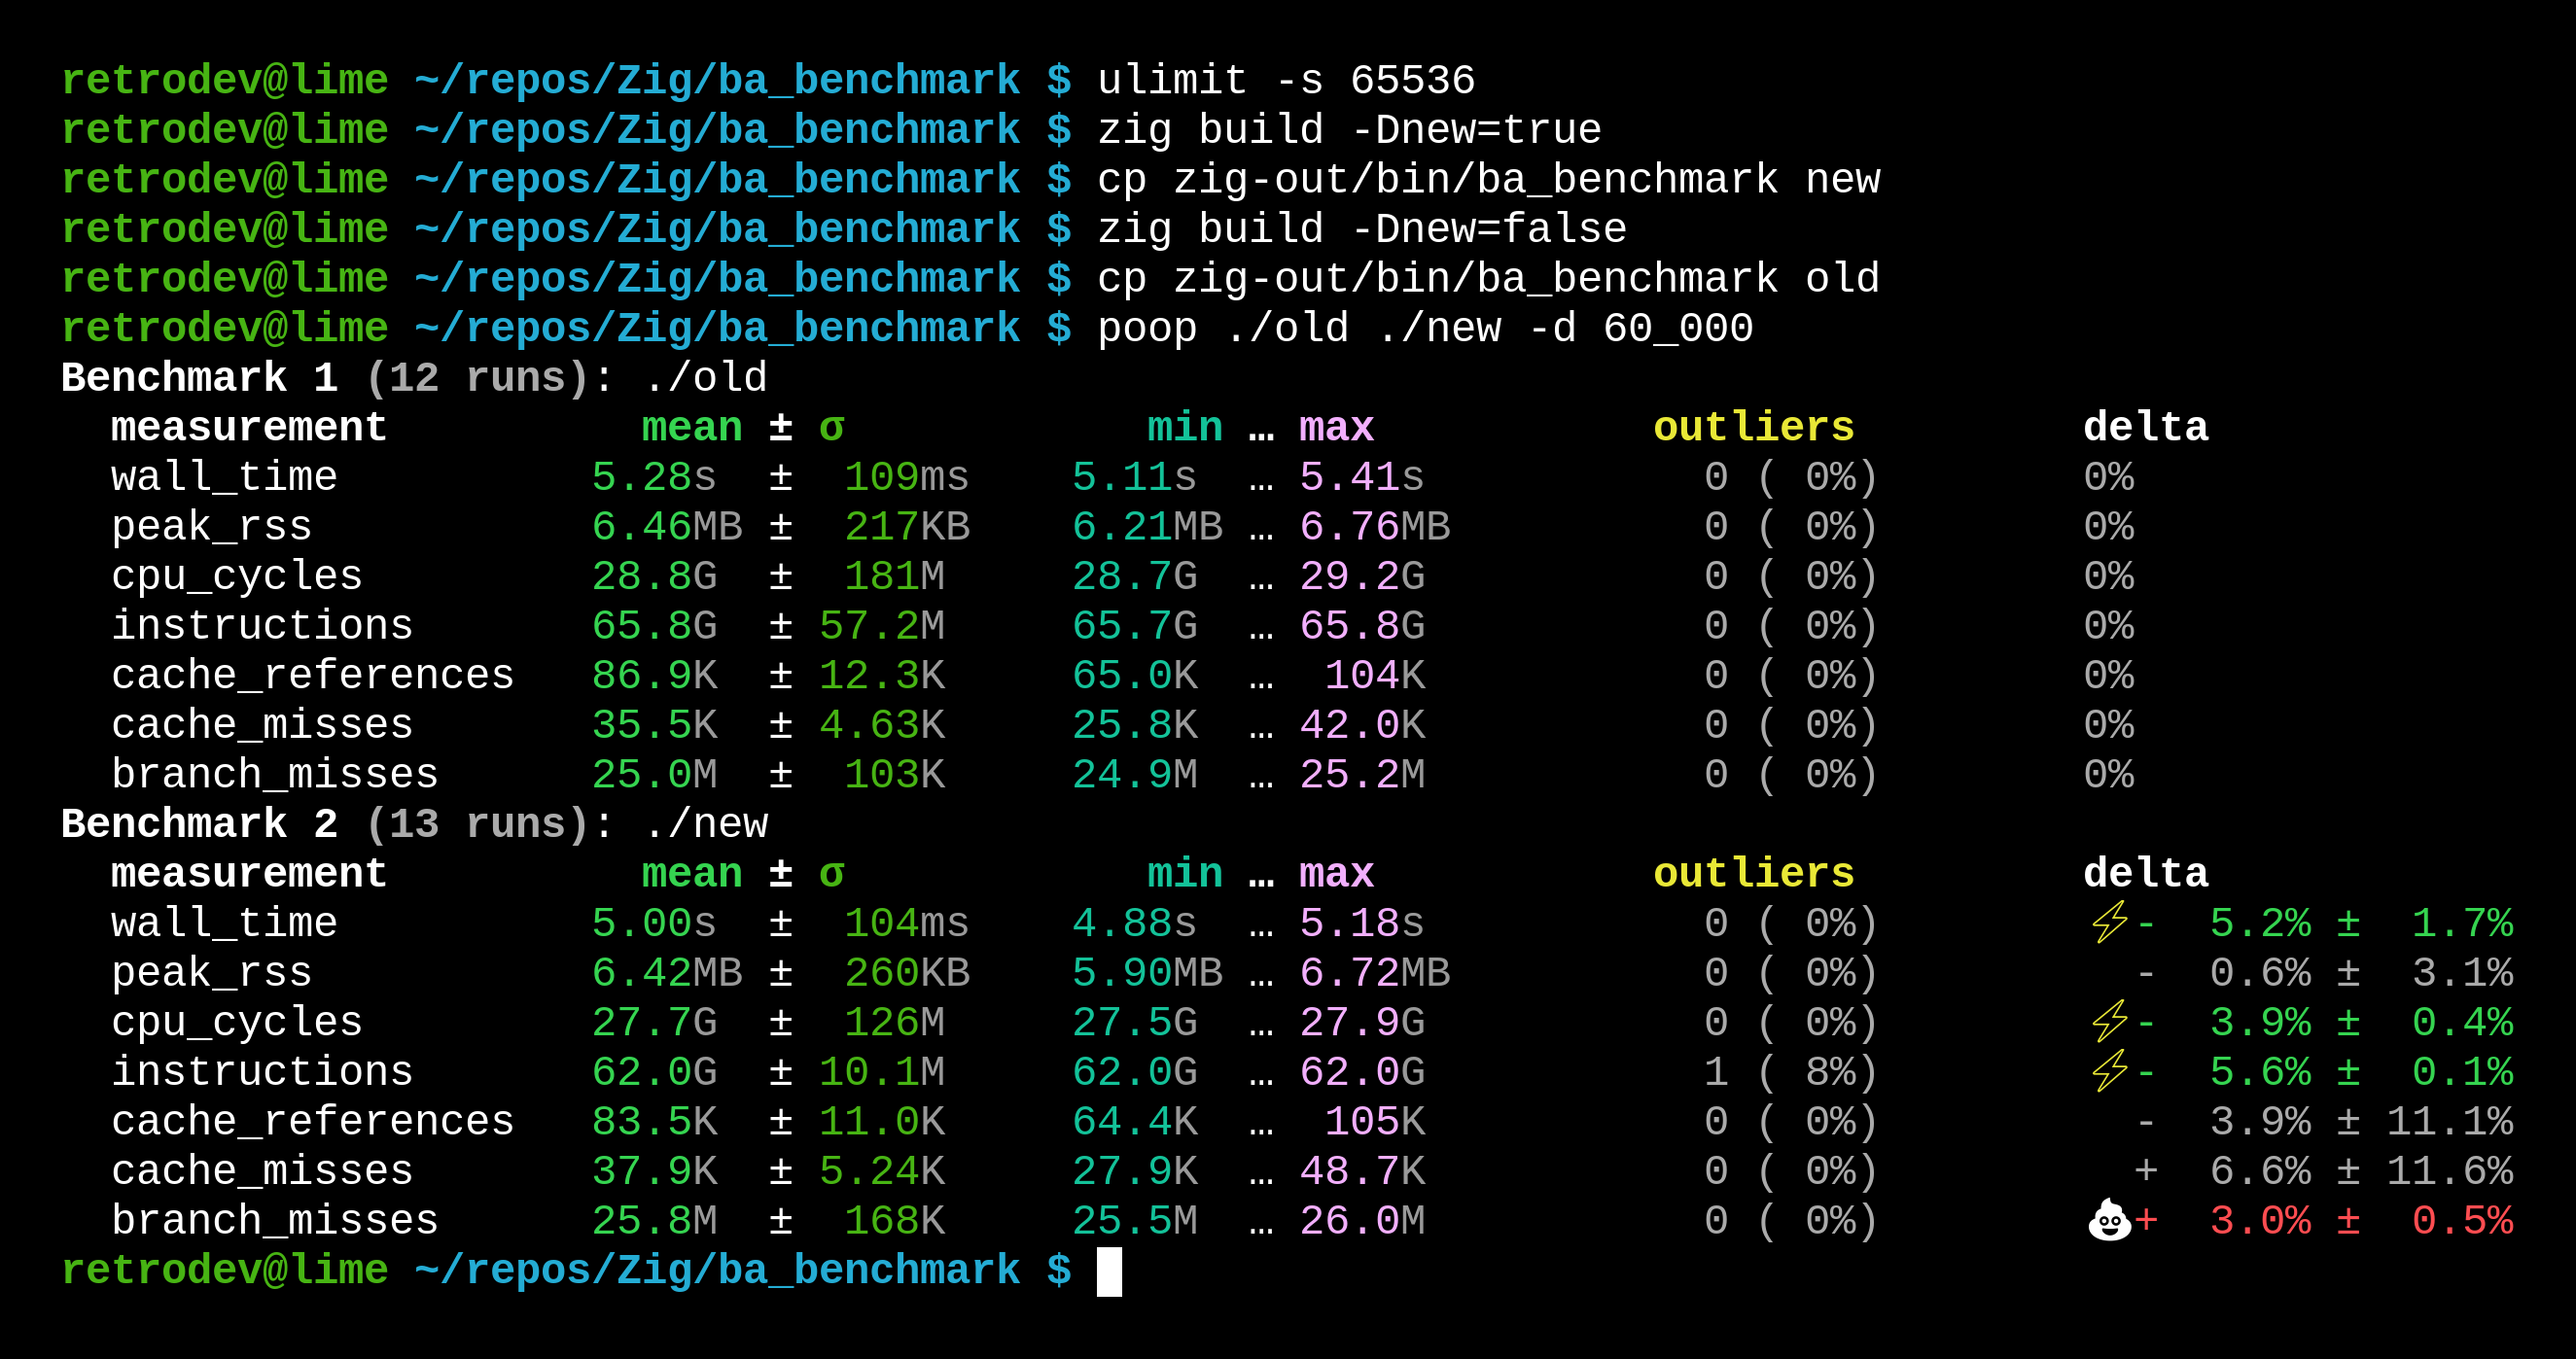 retrodev@lime ~/repos/Zig/ba_benchmark $ ulimit -s 65536
retrodev@lime ~/repos/Zig/ba_benchmark $ zig build -Dnew=true
retrodev@lime ~/repos/Zig/ba_benchmark $ cp zig-out/bin/ba_benchmark new
retrodev@lime ~/repos/Zig/ba_benchmark $ zig build -Dnew=false
retrodev@lime ~/repos/Zig/ba_benchmark $ cp zig-out/bin/ba_benchmark old
retrodev@lime ~/repos/Zig/ba_benchmark $ poop ./old ./new -d 60_000
Benchmark 1 (12 runs): ./old
  measurement          mean ± σ            min … max           outliers         delta
  wall_time          5.28s  ±  109ms    5.11s  … 5.41s           0 ( 0%)        0%
  peak_rss           6.46MB ±  217KB    6.21MB … 6.76MB          0 ( 0%)        0%
  cpu_cycles         28.8G  ±  181M     28.7G  … 29.2G           0 ( 0%)        0%
  instructions       65.8G  ± 57.2M     65.7G  … 65.8G           0 ( 0%)        0%
  cache_references   86.9K  ± 12.3K     65.0K  …  104K           0 ( 0%)        0%
  cache_misses       35.5K  ± 4.63K     25.8K  … 42.0K           0 ( 0%)        0%
  branch_misses      25.0M  ±  103K     24.9M  … 25.2M           0 ( 0%)        0%
Benchmark 2 (13 runs): ./new
  measurement          mean ± σ            min … max           outliers         delta
  wall_time          5.00s  ±  104ms    4.88s  … 5.18s           0 ( 0%)        ⚡-  5.2% ±  1.7%
  peak_rss           6.42MB ±  260KB    5.90MB … 6.72MB          0 ( 0%)          -  0.6% ±  3.1%
  cpu_cycles         27.7G  ±  126M     27.5G  … 27.9G           0 ( 0%)        ⚡-  3.9% ±  0.4%
  instructions       62.0G  ± 10.1M     62.0G  … 62.0G           1 ( 8%)        ⚡-  5.6% ±  0.1%
  cache_references   83.5K  ± 11.0K     64.4K  …  105K           0 ( 0%)          -  3.9% ± 11.1%
  cache_misses       37.9K  ± 5.24K     27.9K  … 48.7K           0 ( 0%)          +  6.6% ± 11.6%
  branch_misses      25.8M  ±  168K     25.5M  … 26.0M           0 ( 0%)        💩+  3.0% ±  0.5%
retrodev@lime ~/repos/Zig/ba_benchmark $